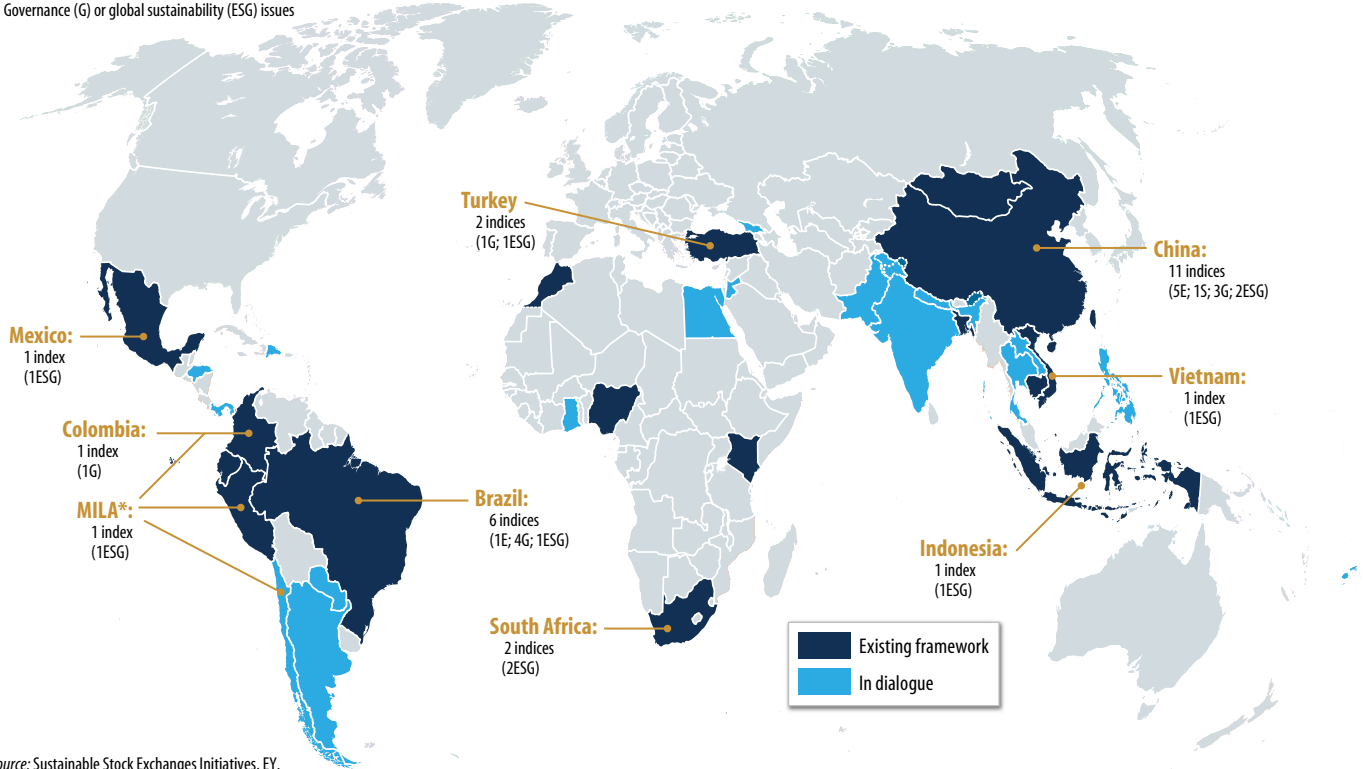 Governance (G) or global sustainability (ESG) issues
Turkey
2 indices
(1G; 1ESG)
China:
11 indices
(5E; 1S; 3G; 2ESG)
Mexico:
1 index
(1ESG)
Vietnam:
1 index
(1ESG)
Colombia:
1 index
(1G)
MILA*:
1 index
(1ESG)
Brazil:
6 indices
(1E; 4G; 1ESG)
Indonesia:
1 index
(1ESG)
South Africa:
2 indices
(2ESG)
Existing framework
In dialogue
ource: Sustainable Stock Exchanges Initiatives, EY.